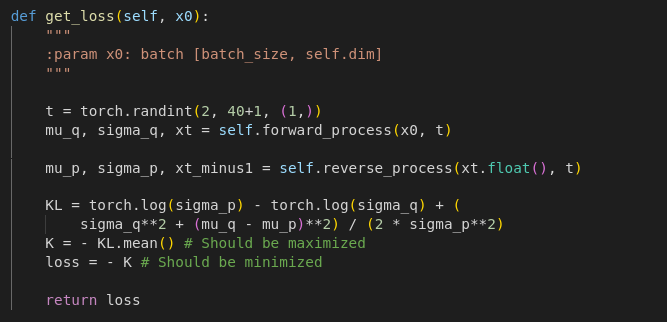 def get_loss(self, x0):
"""
:param x0: batch [batch_size, self.dim]
"""
t = torch.randint(2, 40+1, (1,))
mu_q, sigma_q, xt = self.forward_process(x0, t)
mu_p, sigma_p, xt_minus1 = self.reverse_process(xt.float(), t)
KL = torch.log(sigma_p) - torch.log(sigma_q) + (
sigma_q**2 + (mu_q - mu_p)**2) / (2 * sigma_p**2)
K = - KL.mean() # Should be maximized
loss = - K # Should be minimized
return loss